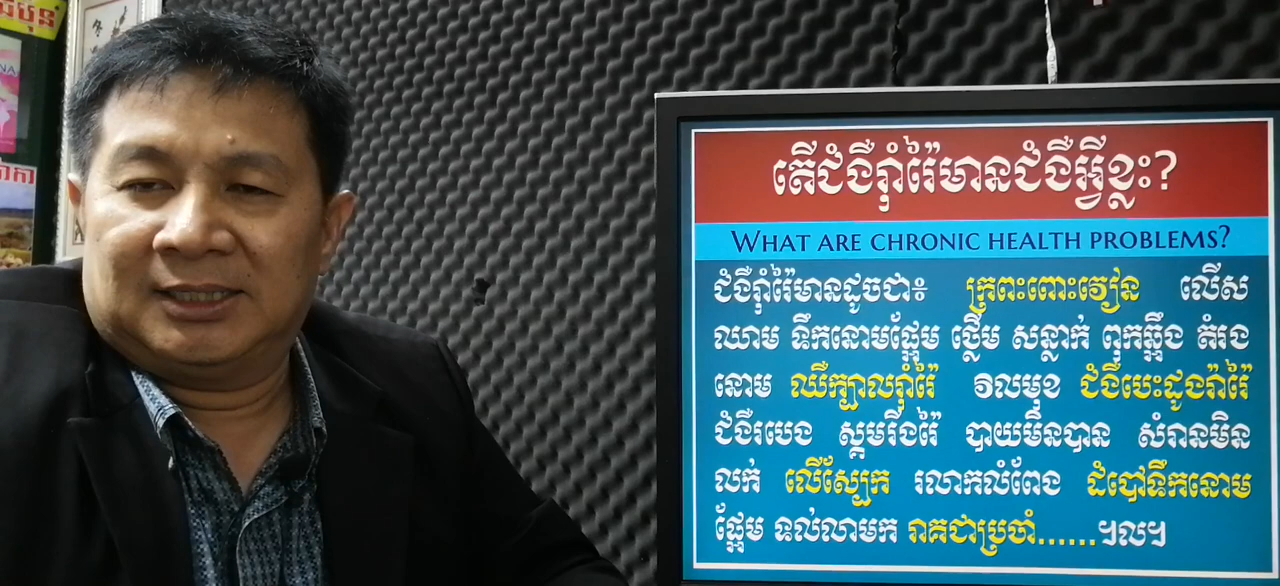 តើជំងឺរ៉ាំរ៉ៃមានជំងឺអ្វីខ្លះ?
WHAT ARE CHRONIC HEALTH PROBLEMS?
ជំងឺរ៉ាំរ៉ៃមានដូចជា៖ ក្រពះពោះវៀន លើស
ឈាម ទឹកនោមផ្អែម ថ្លើម សន្លាក់ ពុកឆ្អឹង តំរង
នោម ឈឺក្បាលរ៉ាំរ៉ៃ វិលមុខ ជំងឺបេះដូងរ៉ាំរ៉ៃ
ជំងឺរបេង ស្គមរីងរៃ បាយមិនបាន សំរានមិន
លក់ លើស្បែក រលាកលំពែង ដំបៅទឹកនោម
ផ្អែម ទល់លាមក រាគជាប្រចាំ......។ល។